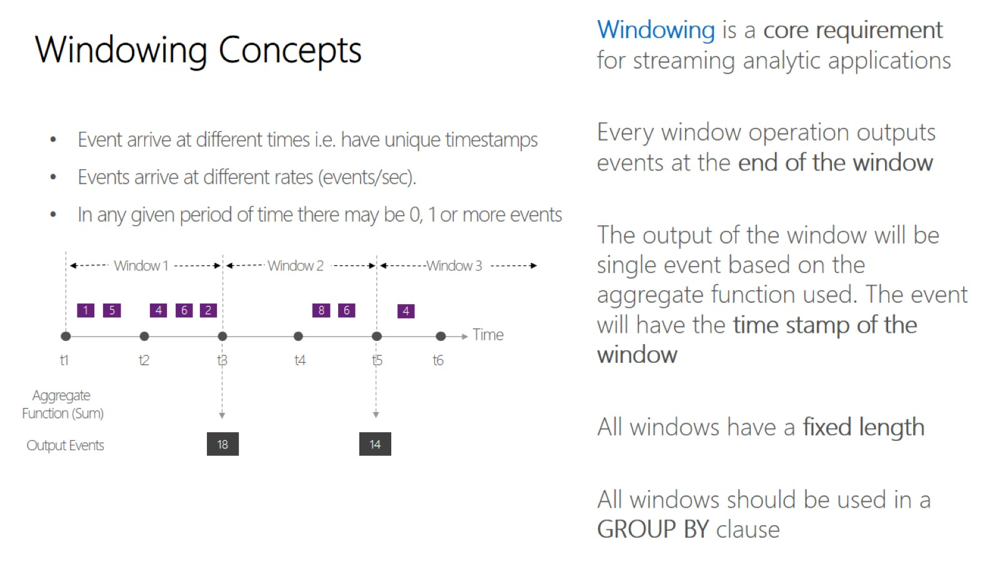 Windowing Concepts
• Event arrive at different times i.e. have unique timestamps
• Events arrive at different rates (events/sec).
• In any given period of time there may be 0, 1 or more events
Window 1 Window 2 Window 3
1 5 4 6 2 8 6 4
Time
t1 t2 t3 t4 t5 t6
Aggregate
Function (Sum)
Output Events 18 14
Windowing is a core requirement
for streaming analytic applications
Every window operation outputs
events at the end of the window
The output of the window will be
single event based on the
aggregate function used. The event
will have the time stamp of the
window
All windows have a fixed length
All windows should be used in a
GROUP BY clause